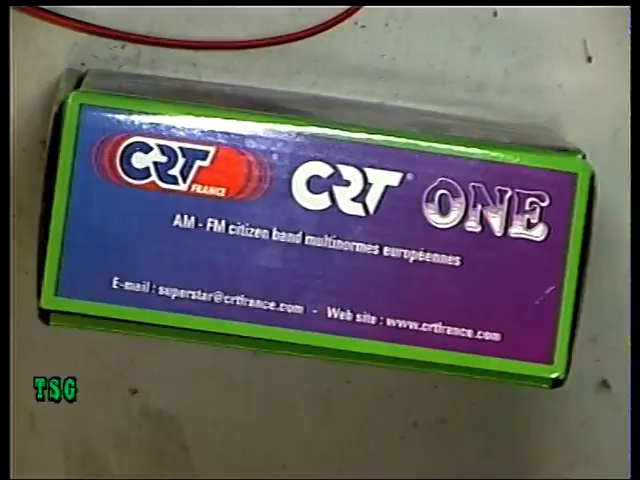 CRT FRANCE CRT® ONE
AM - FM citizen band multinormes européennes
E-mail : superstar@crtfrance.com - Web site : www.crtfrance.com
TSG